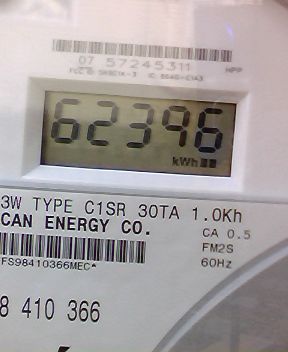 07 57245311
HPP
62396
kWh
3W TYPE C1SR 30TA 1.0Kh
CAN ENERGY CO.
CA 0.5
FM2S
60Hz
FS98410366MEC*
8 410 366